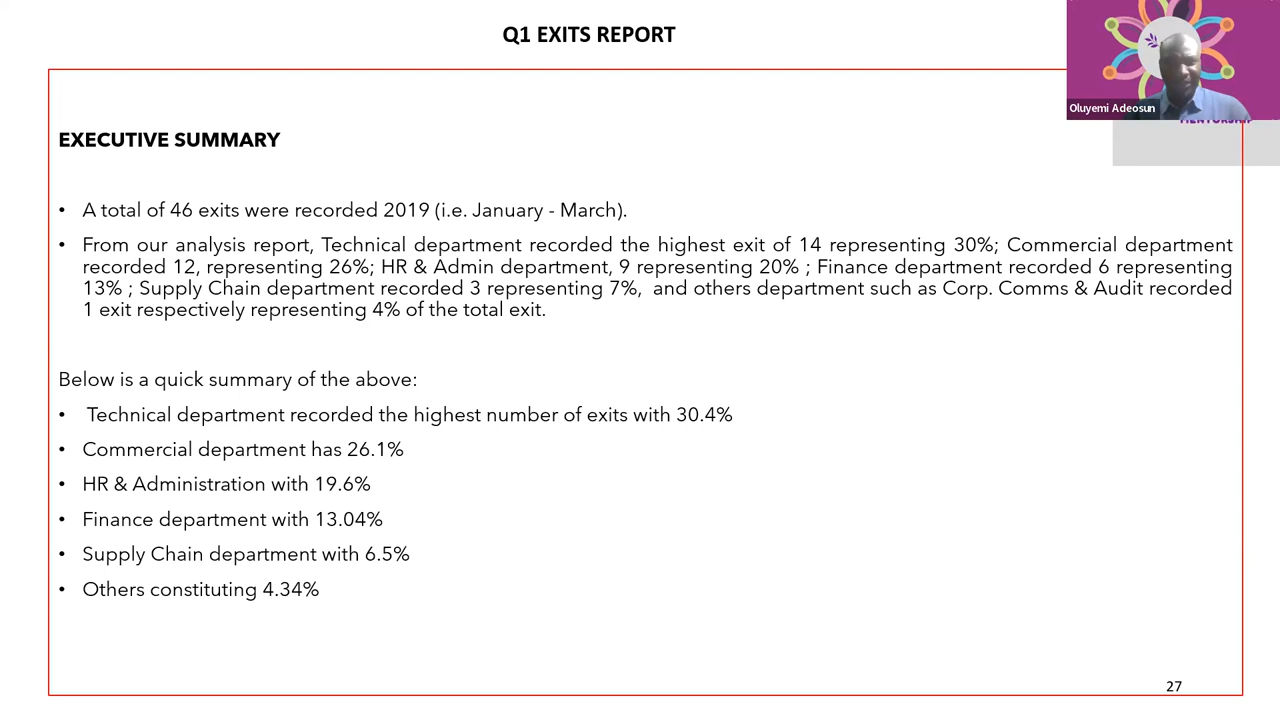 Q1 EXITS REPORT
Oluyemi Adeosun
MENTORSHIP
EXECUTIVE SUMMARY
• A total of 46 exits were recorded 2019 (i.e. January - March).
• From our analysis report, Technical department recorded the highest exit of 14 representing 30%; Commercial department
recorded 12, representing 26%; HR & Admin department, 9 representing 20% ; Finance department recorded 6 representing
13% ; Supply Chain department recorded 3 representing 7%, and others department such as Corp. Comms & Audit recorded
1 exit respectively representing 4% of the total exit.
Below is a quick summary of the above:
• Technical department recorded the highest number of exits with 30.4%
• Commercial department has 26.1%
• HR & Administration with 19.6%
• Finance department with 13.04%
• Supply Chain department with 6.5%
• Others constituting 4.34%
27